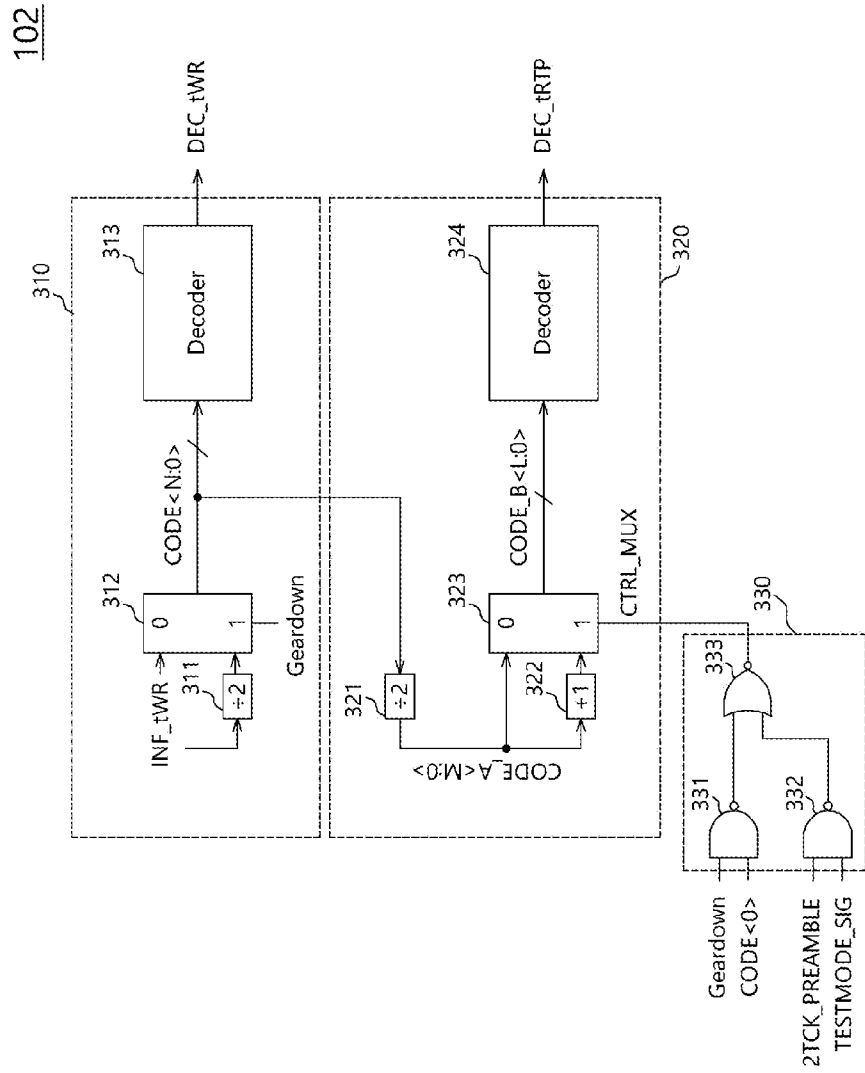 102
310
INF_tWR
311
÷2
312
0
1
Geardown
CODE<N:0>
313
Decoder
DEC_tWR
321
÷2
CODE_A<M:0>
322
+1
323
0
1
CODE_B<L:0>
324
Decoder
DEC_tRTP
320
CTRL_MUX
330
331
332
333
Geardown
CODE<0>
2TCK_PREAMBLE
TESTMODE_SIG